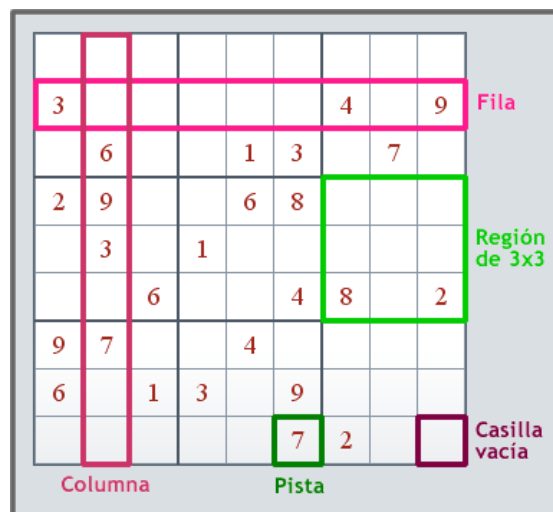 3 4 9 Fila
6 1 3 7
2 9 6 8
3 1 Región
de 3x3
6 4 8 2
9 7 4
6 1 3 9
7 2 Casilla
vacía
Columna Pista